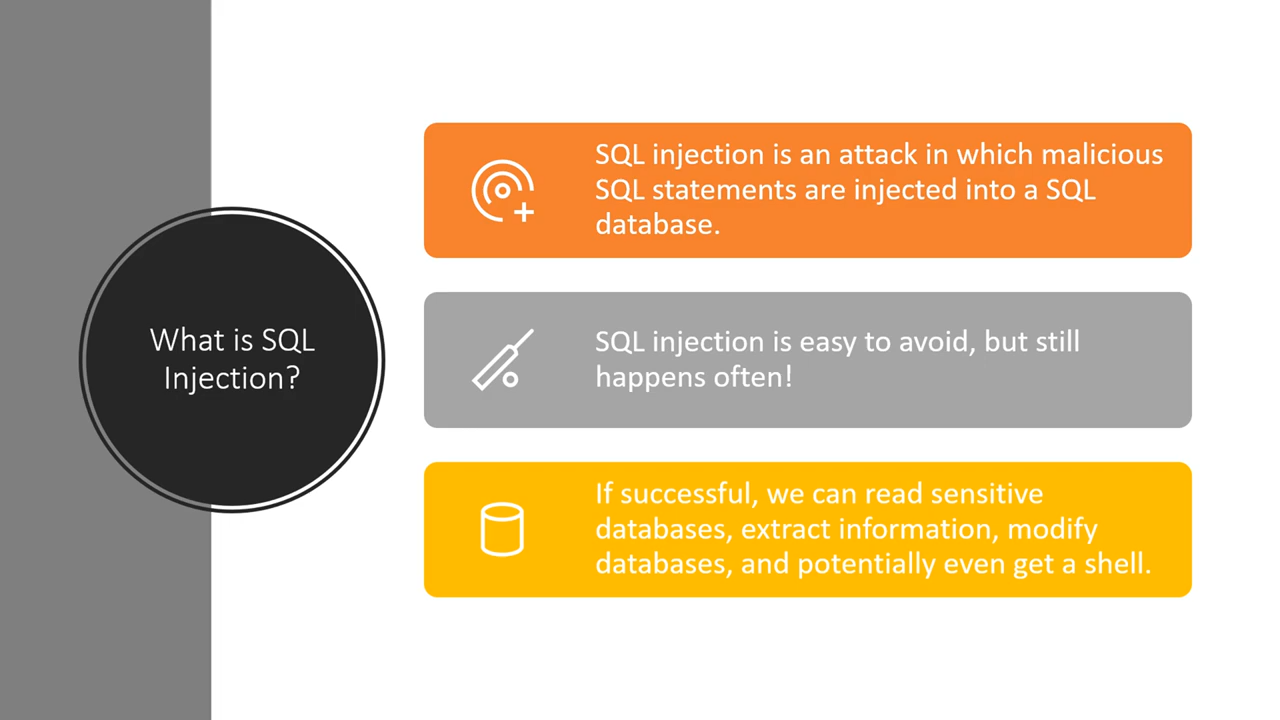 What is SQL
Injection?
SQL injection is an attack in which malicious
SQL statements are injected into a SQL
database.
SQL injection is easy to avoid, but still
happens often!
If successful, we can read sensitive
databases, extract information, modify
databases, and potentially even get a shell.